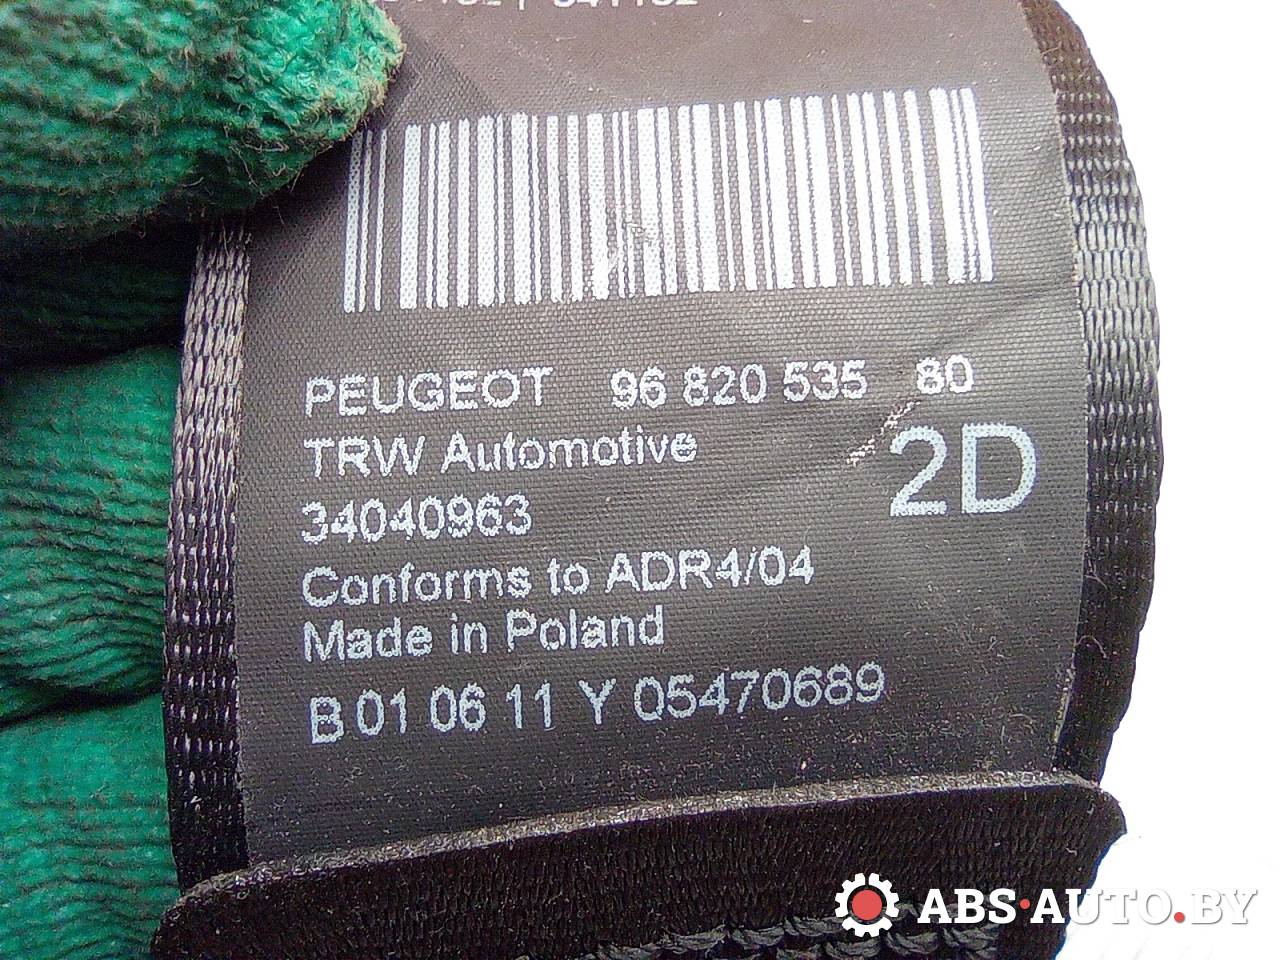 PEUGEOT 96 820 535 80
TRW Automotive 2D
34040963
Conforms to ADR4/04
Made in Poland
B 01 06 11 Y 05470689
ABS·AUTO.BY